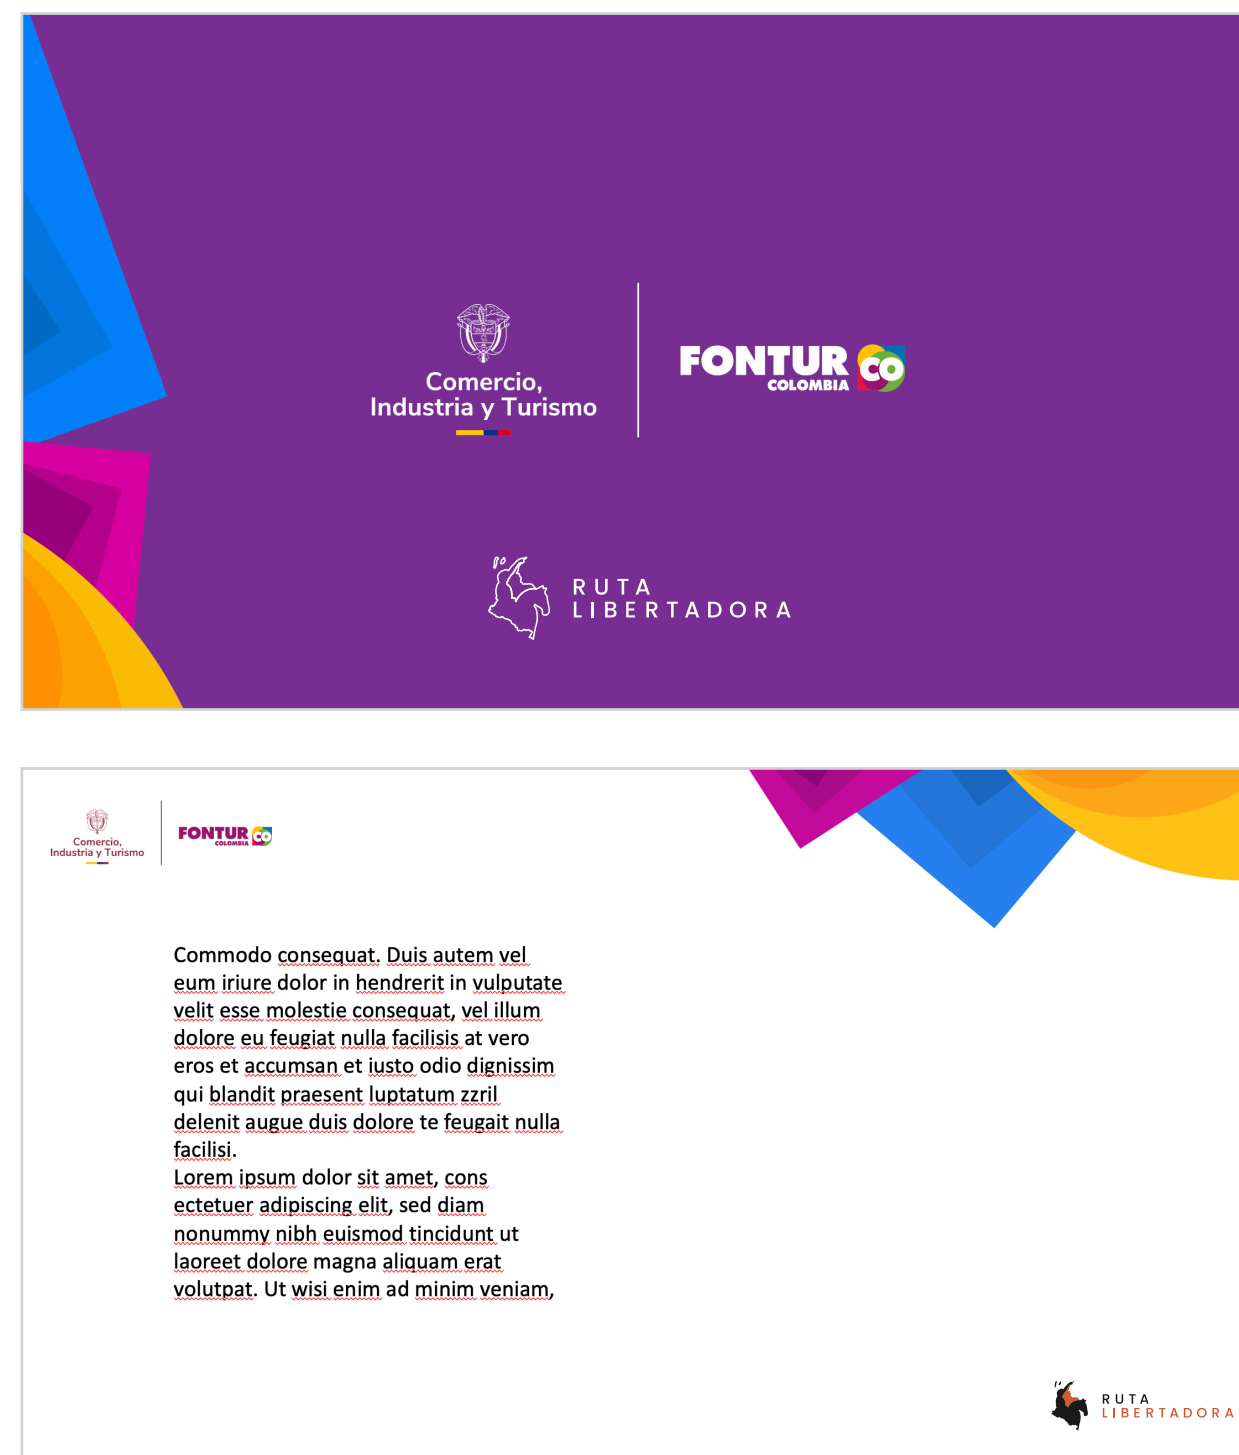 Comercio,
Industria y Turismo
FONTUR CO
COLOMBIA
RUTA
LIBERTADORA
Comercio,
Industria y Turismo
FONTUR CO
COLOMBIA
Commodo consequat. Duis autem vel
eum iriure dolor in hendrerit in vulputate
velit esse molestie consequat, vel illum
dolore eu feugiat nulla facilisis at vero
eros et accumsan et iusto odio dignissim
qui blandit praesent luptatum zzril
delenit augue duis dolore te feugait nulla
facilisi.
Lorem ipsum dolor sit amet, cons
ectetuer adipiscing elit, sed diam
nonummy nibh euismod tincidunt ut
laoreet dolore magna aliquam erat
volutpat. Ut wisi enim ad minim veniam,
RUTA
LIBERTADORA